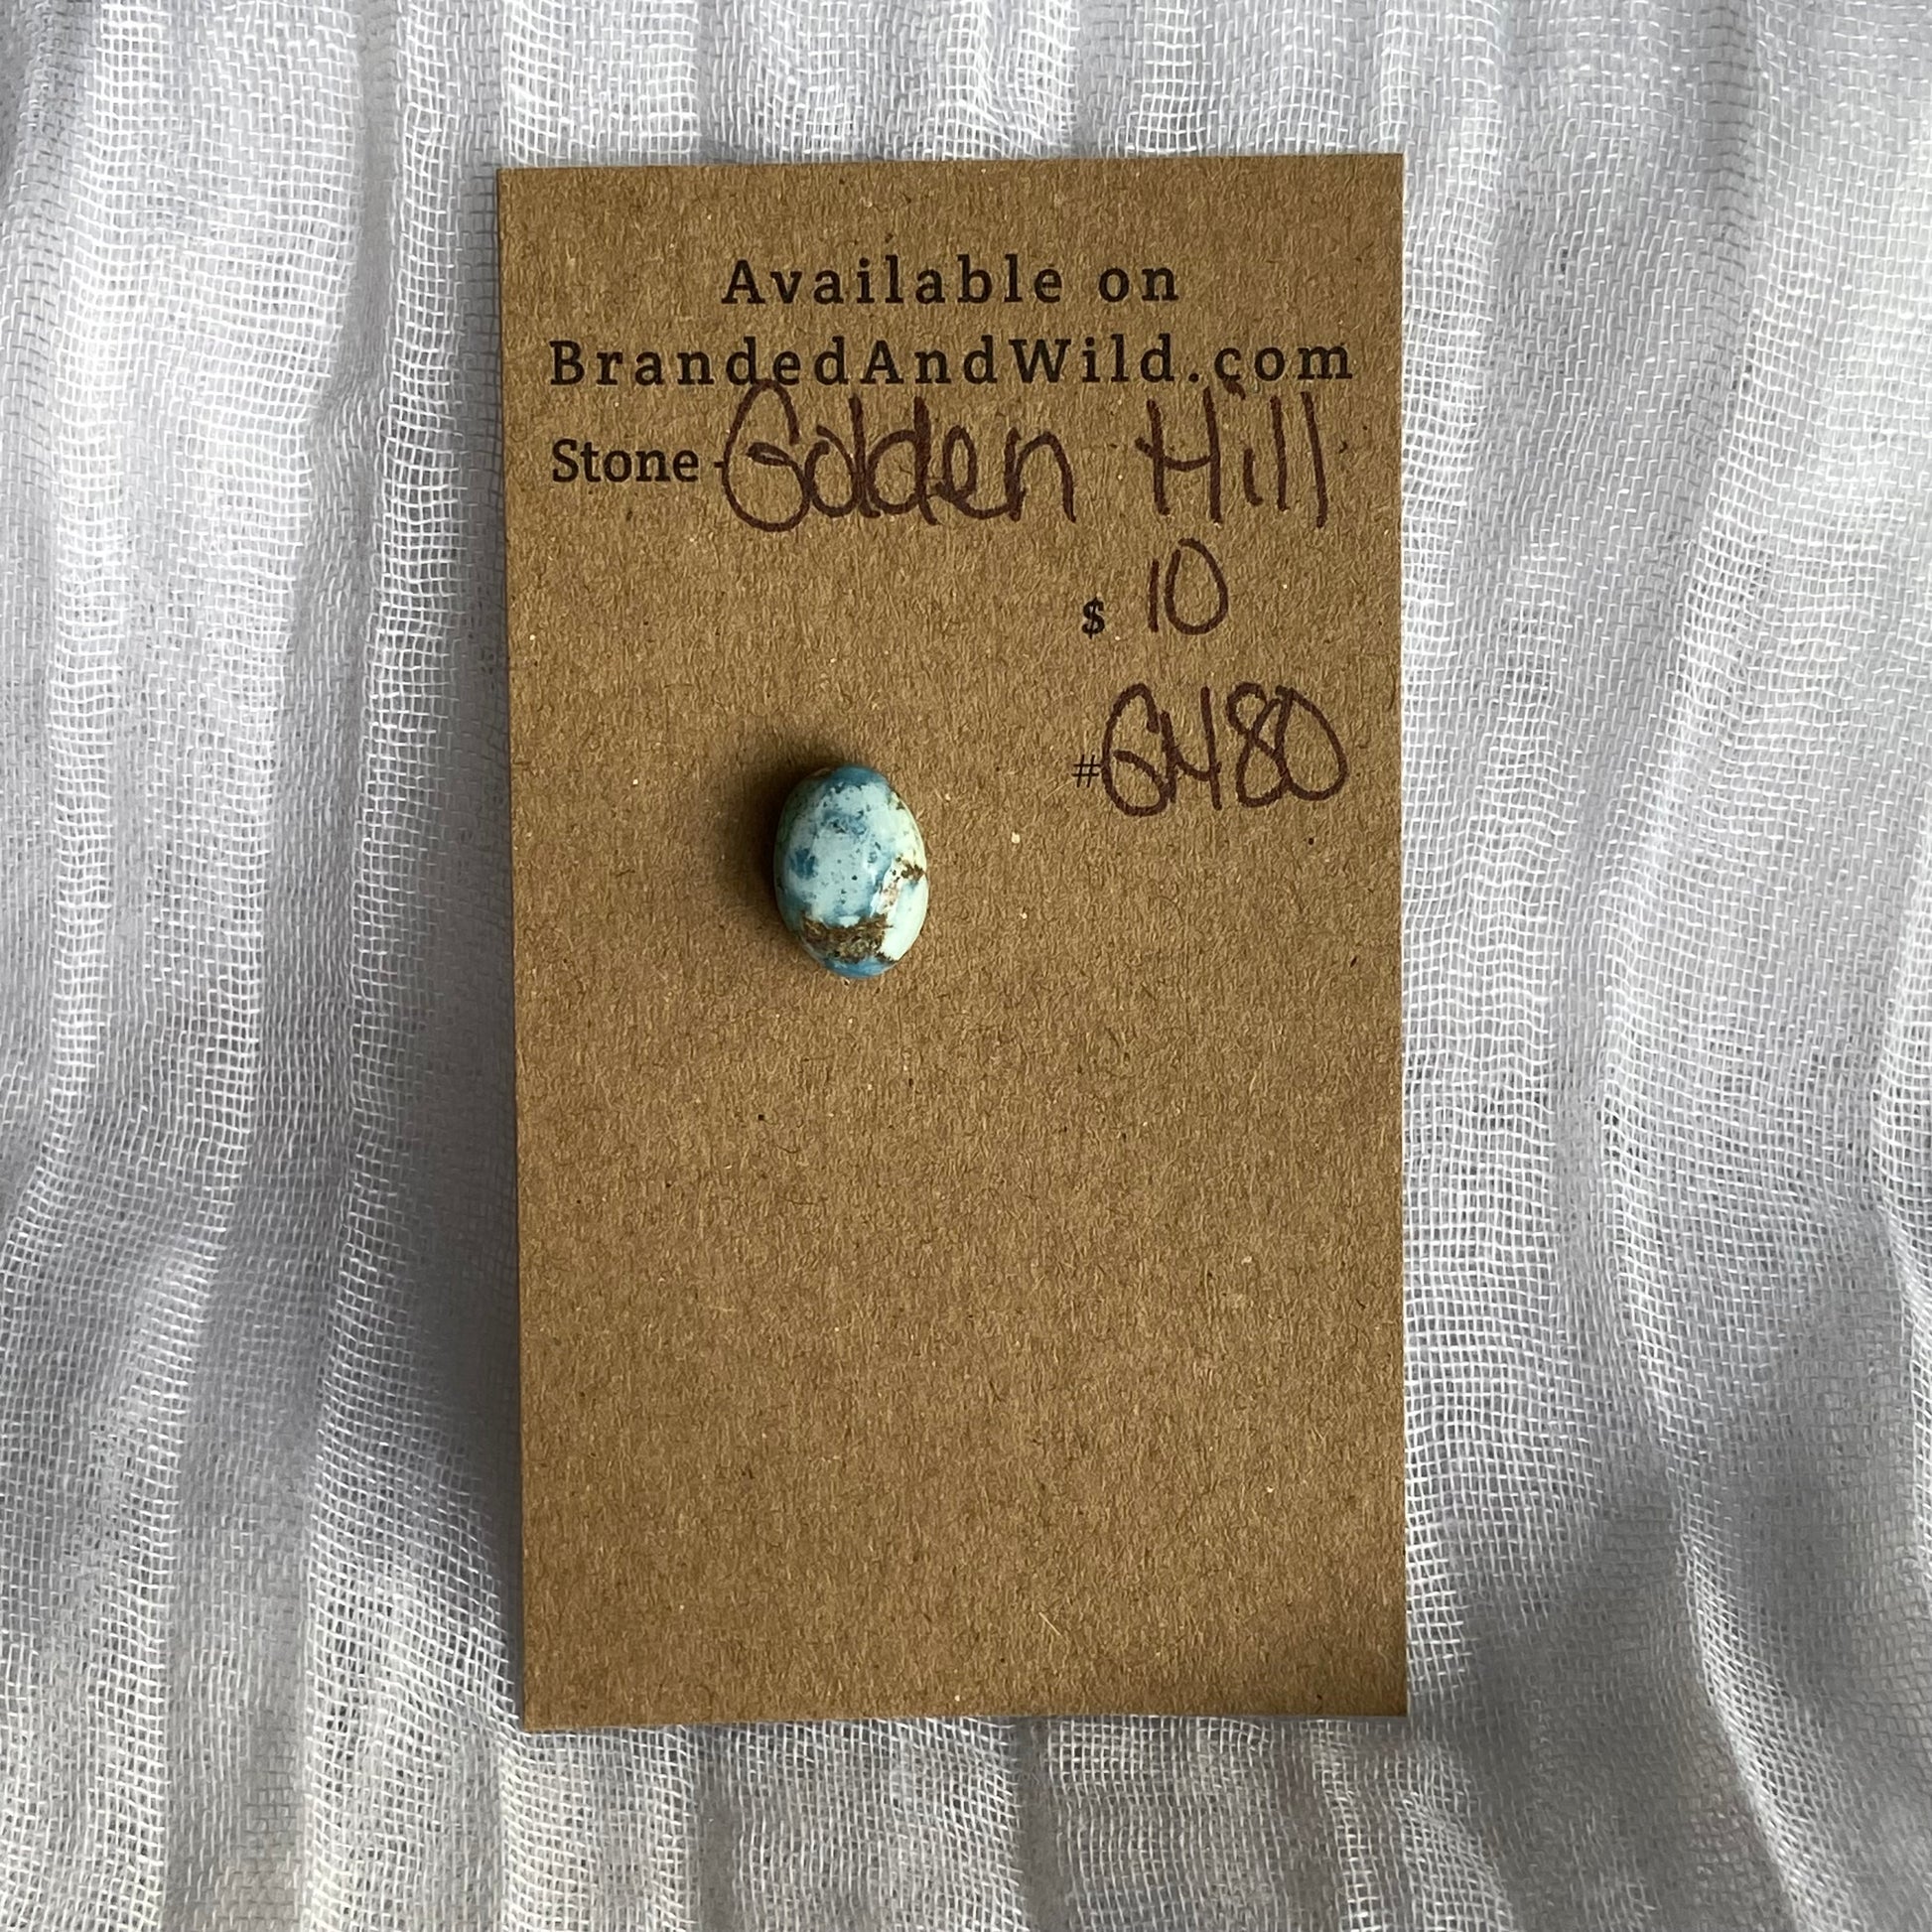 Available on
BrandedAndWild.com
Stone - Golden Hill
$ 10
#GH80